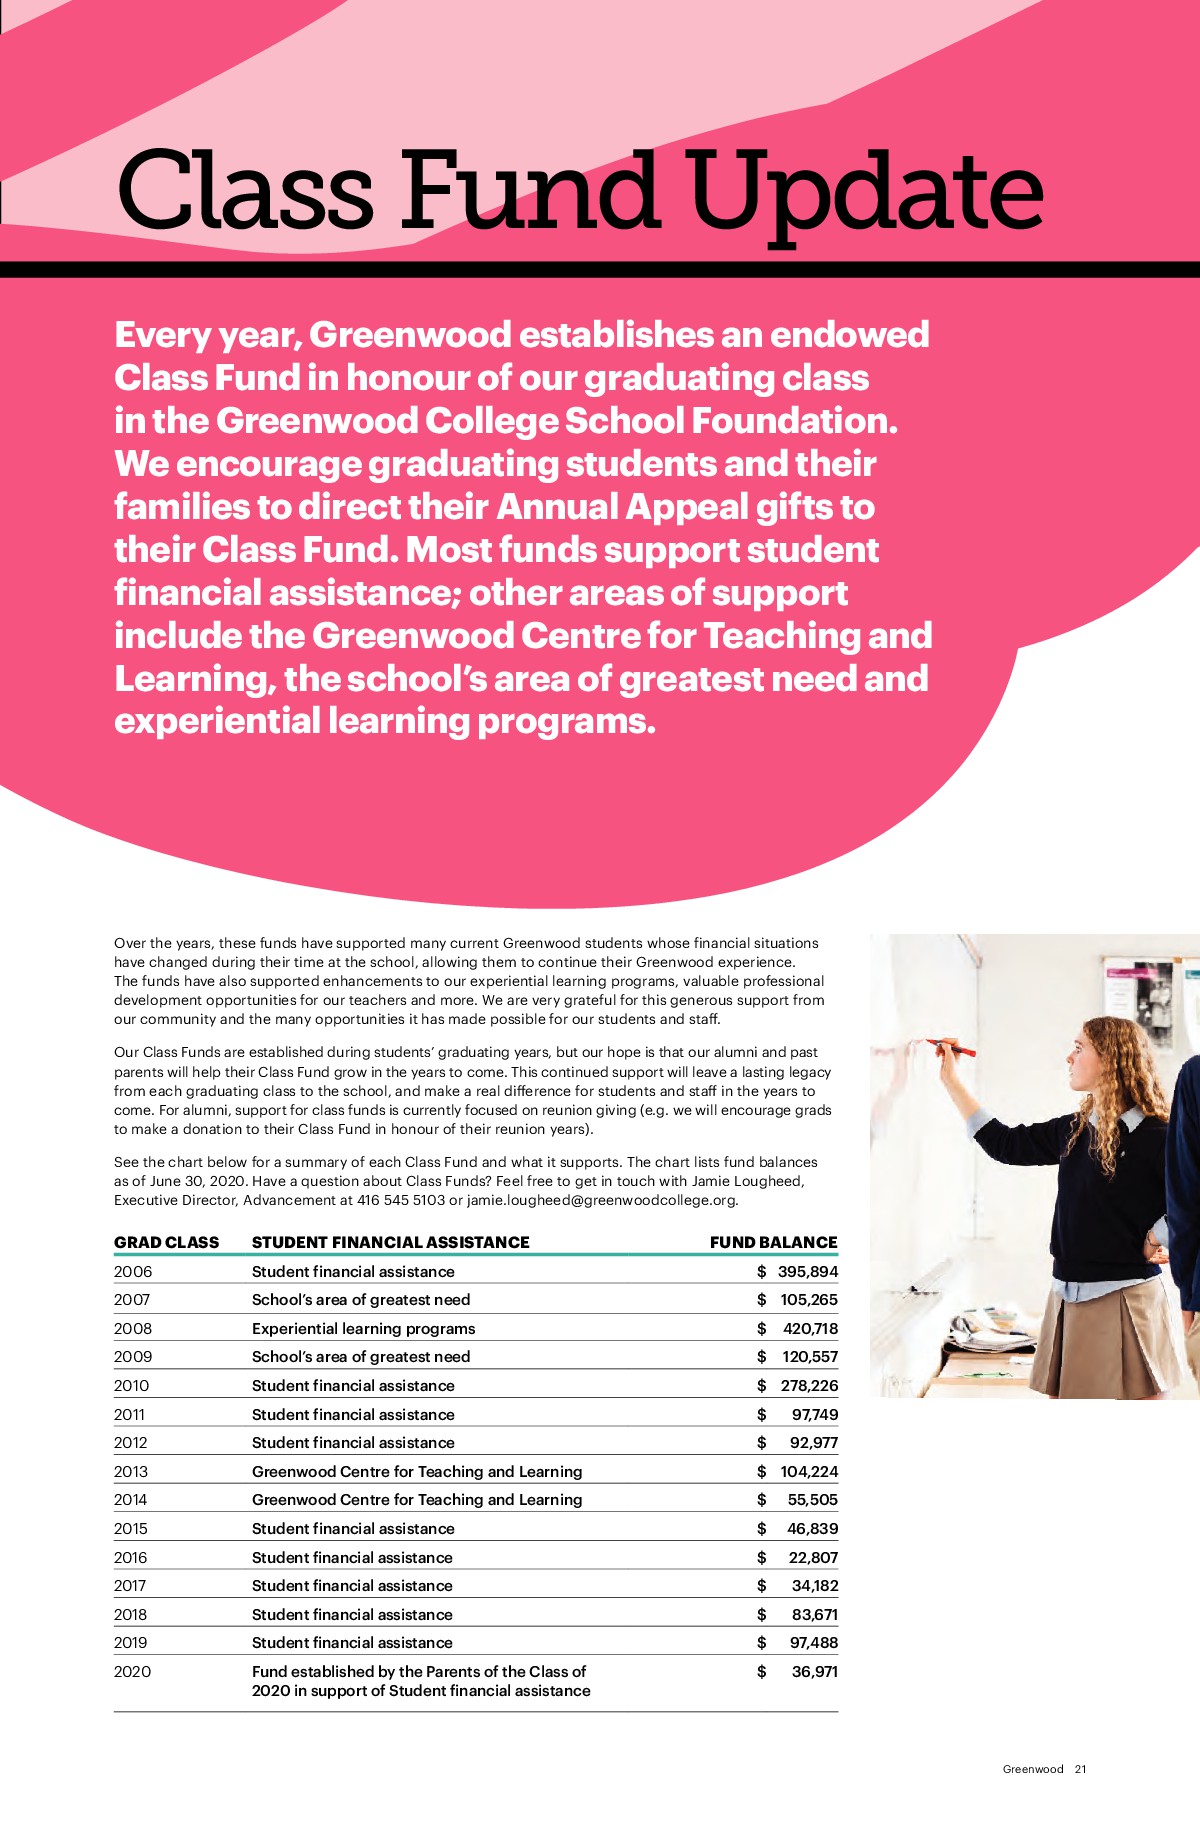 Class Fund Update
Every year, Greenwood establishes an endowed
Class Fund in honour of our graduating class
in the Greenwood College School Foundation.
We encourage graduating students and their
families to direct their Annual Appeal gifts to
their Class Fund. Most funds support student
financial assistance; other areas of support
include the Greenwood Centre for Teaching and
Learning, the school’s area of greatest need and
experiential learning programs.
Over the years, these funds have supported many current Greenwood students whose financial situations
have changed during their time at the school, allowing them to continue their Greenwood experience.
The funds have also supported enhancements to our experiential learning programs, valuable professional
development opportunities for our teachers and more. We are very grateful for this generous support from
our community and the many opportunities it has made possible for our students and staff.
Our Class Funds are established during students’ graduating years, but our hope is that our alumni and past
parents will help their Class Fund grow in the years to come. This continued support will leave a lasting legacy
from each graduating class to the school, and make a real difference for students and staff in the years to
come. For alumni, support for class funds is currently focused on reunion giving (e.g. we will encourage grads
to make a donation to their Class Fund in honour of their reunion years).
See the chart below for a summary of each Class Fund and what it supports. The chart lists fund balances
as of June 30, 2020. Have a question about Class Funds? Feel free to get in touch with Jamie Lougheed,
Executive Director, Advancement at 416 545 5103 or jamie.lougheed@greenwoodcollege.org.
GRAD CLASS STUDENT FINANCIAL ASSISTANCE FUND BALANCE
2006 Student financial assistance $ 395,894
2007 School’s area of greatest need $ 105,265
2008 Experiential learning programs $ 420,718
2009 School’s area of greatest need $ 120,557
2010 Student financial assistance $ 278,226
2011 Student financial assistance $ 97,749
2012 Student financial assistance $ 92,977
2013 Greenwood Centre for Teaching and Learning $ 104,224
2014 Greenwood Centre for Teaching and Learning $ 55,505
2015 Student financial assistance $ 46,839
2016 Student financial assistance $ 22,807
2017 Student financial assistance $ 34,182
2018 Student financial assistance $ 83,671
2019 Student financial assistance $ 97,488
2020 Fund established by the Parents of the Class of $ 36,971
2020 in support of Student financial assistance
Greenwood 21